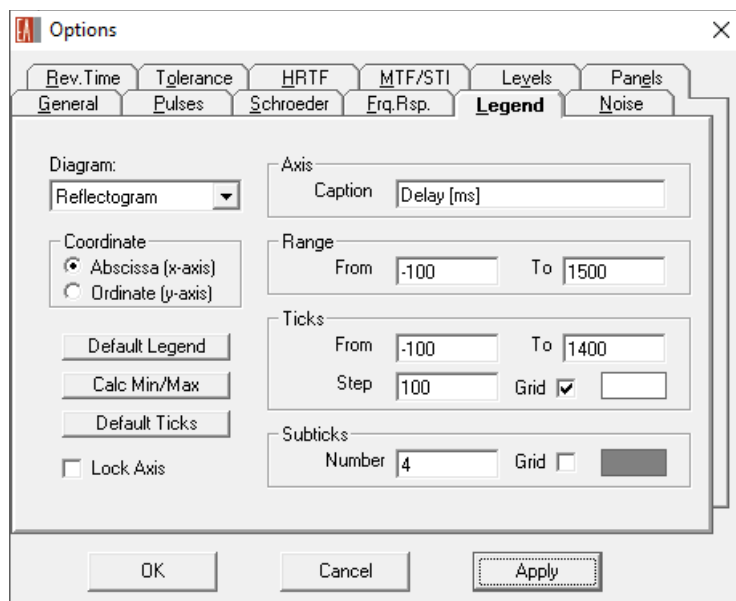 EA Options
Rev.Time Tolerance HRTF MTF/STI Levels Panels
General Pulses Schroeder Frq.Rsp. Legend Noise
Diagram:
Reflectogram
Coordinate
Abscissa (x-axis)
Ordinate (y-axis)
Default Legend
Calc Min/Max
Default Ticks
Lock Axis
Axis
Caption Delay [ms]
Range
From -100 To 1500
Ticks
From -100 To 1400
Step 100 Grid
Subticks
Number 4 Grid
OK Cancel Apply